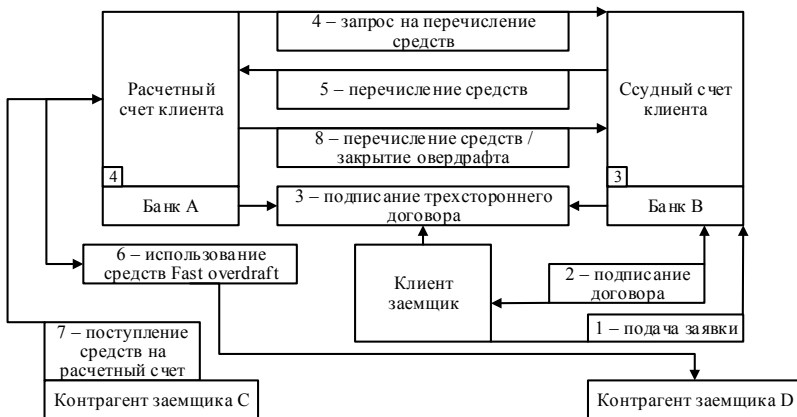 4 – запрос на перечисление
средств
Расчетный
счет клиента
5 – перечисление средств
Ссудный счет
клиента
8 – перечисление средств /
закрытие овердрафта
4
3
Банк А
3 – подписание трехстороннего
договора
Банк В
6 – использование
средств Fast overdraft
Клиент
заемщик
2 – подписание
договора
1 – подача заявки
7 – поступление
средств на
расчетный счет
Контрагент заемщика С
Контрагент заемщика D